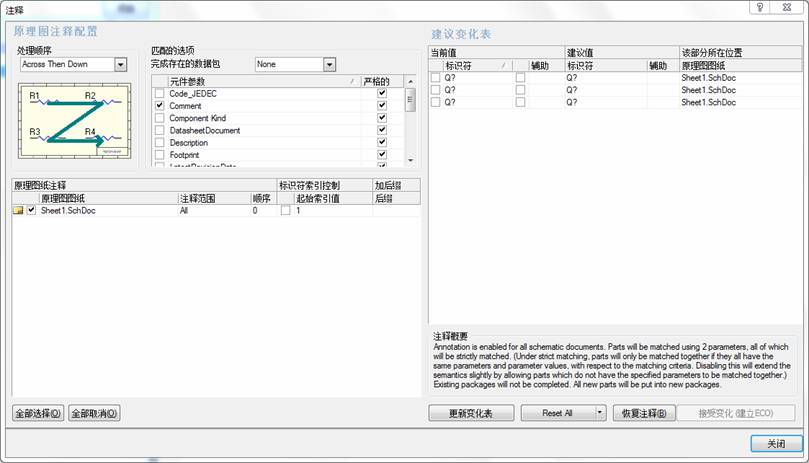 注释
原理图注释配置
处理顺序
Across Then Down
R1 R2
R3 R4
匹配的选项
完成存在的数据包 None
元件参数 严格的
Code_JEDEC
Comment
Component Kind
DatasheetDocument
Description
Footprint
LatestRevisionDate
原理图纸注释 标识符索引控制 加后缀
原理图图纸 注释范围 顺序 起始索引值 后缀
Sheet1.SchDoc All 0 1
全部选择(O) 全部取消(O)
建议变化表
当前值 建议值 该部分所在位置
标识符 辅助 标识符 辅助 原理图图纸
Q? Q? Sheet1.SchDoc
Q? Q? Sheet1.SchDoc
Q? Q? Sheet1.SchDoc
注释概要
Annotation is enabled for all schematic documents. Parts will be matched using 2 parameters, all of which
will be strictly matched. (Under strict matching, parts will only be matched together if they all have the
same parameters and parameter values, with respect to the matching criteria. Disabling this will extend the
semantics slightly by allowing parts which do not have the specified parameters to be matched together.)
Existing packages will not be completed. All new parts will be put into new packages.
更新变化表 Reset All 恢复注释(B) 接受变化 (建立ECO)
关闭